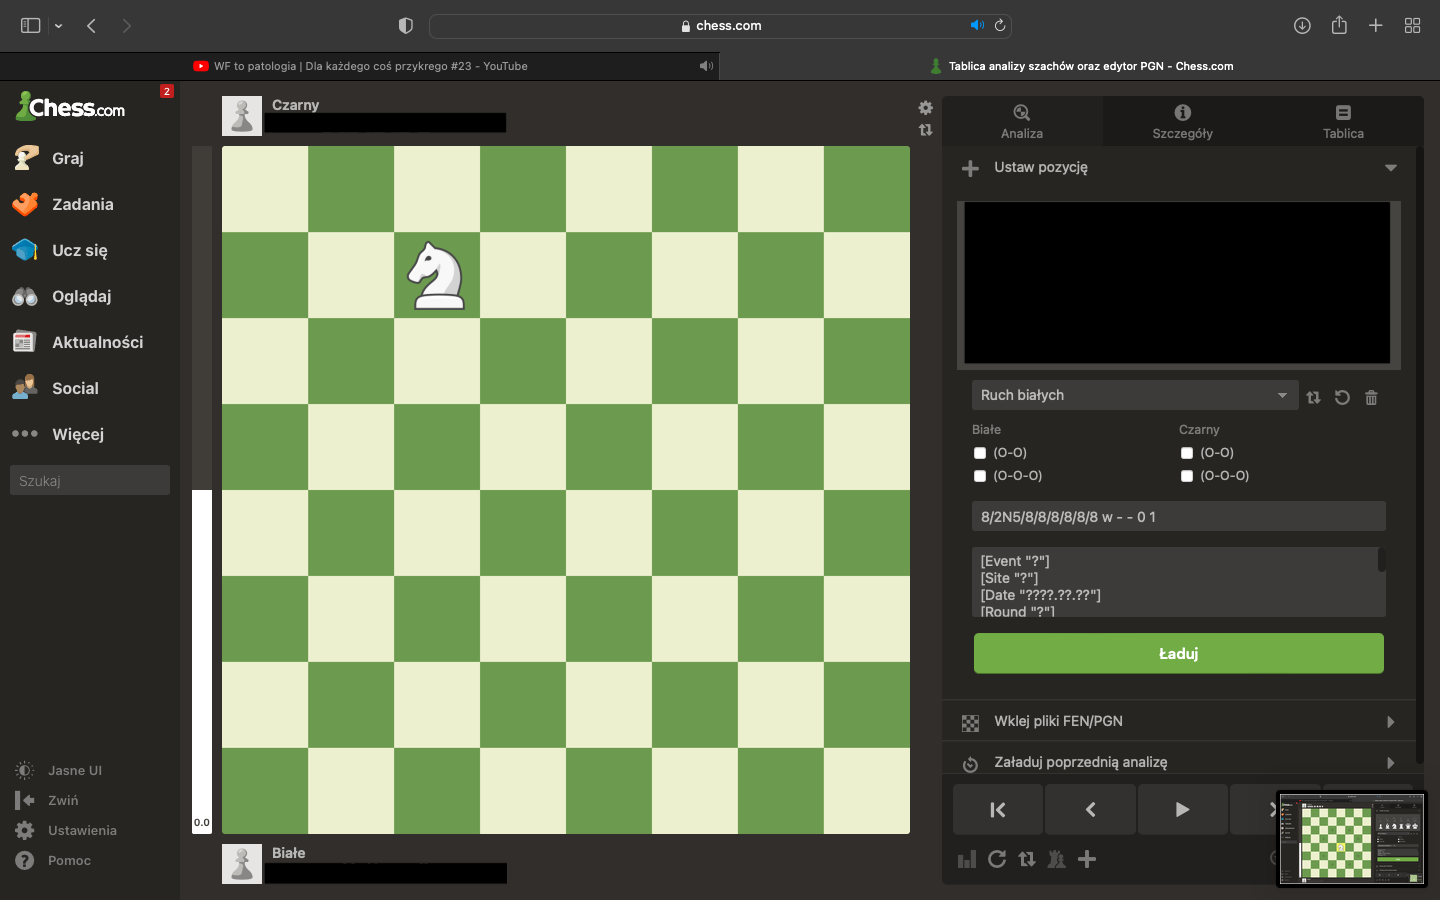 chess.com
WF to patologia | Dla każdego coś przykrego #23 - YouTube
Tablica analizy szachów oraz edytor PGN - Chess.com
Chess.com
2
Graj
Zadania
Ucz się
Oglądaj
Aktualności
Social
Więcej
Szukaj
Jasne UI
Zwiń
Ustawienia
Pomoc
Czarny
0.0
Białe
Analiza
Szczegóły
Tablica
Ustaw pozycję
Ruch białych
Białe
Czarny
(O-O)
(O-O)
(O-O-O)
(O-O-O)
8/2N5/8/8/8/8/8/8 w - - 0 1
[Event "?"]
[Site "?"]
[Date "????.??.??"]
[Round "?"]
Ładuj
Wklej pliki FEN/PGN
Załaduj poprzednią analizę